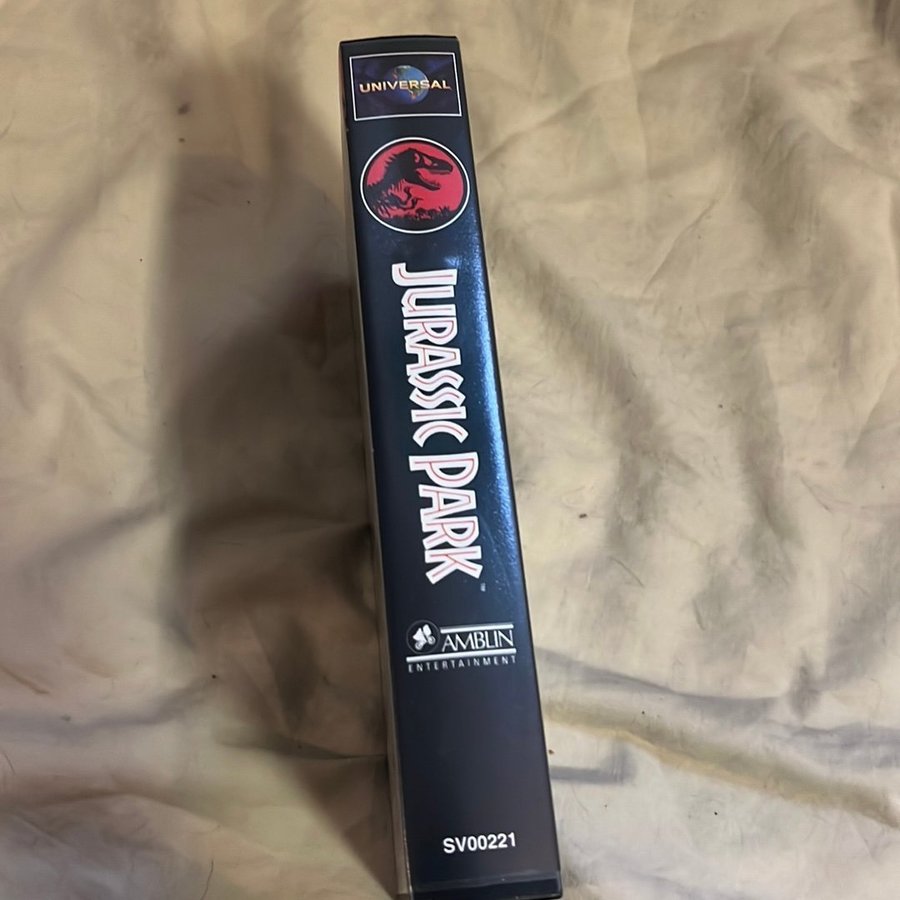 UNIVERSAL
JURASSIC PARK
AMBLIN
ENTERTAINMENT
SV00221